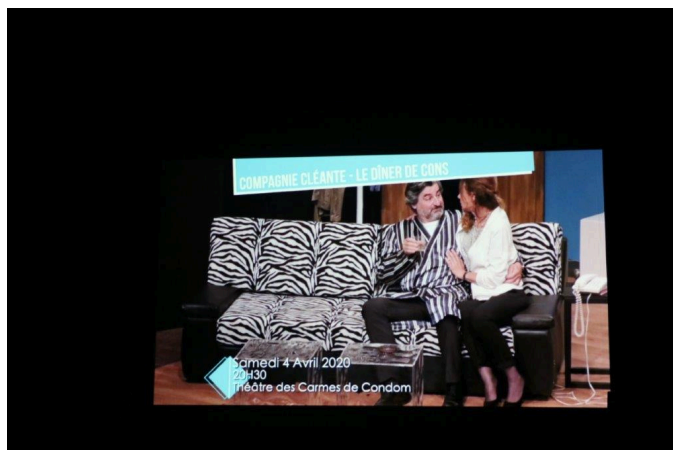 COMPAGNIE CLÉANTE - LE DÎNER DE CONS
Samedi 4 Avril 2020
20H30
Théâtre des Carmes de Condom